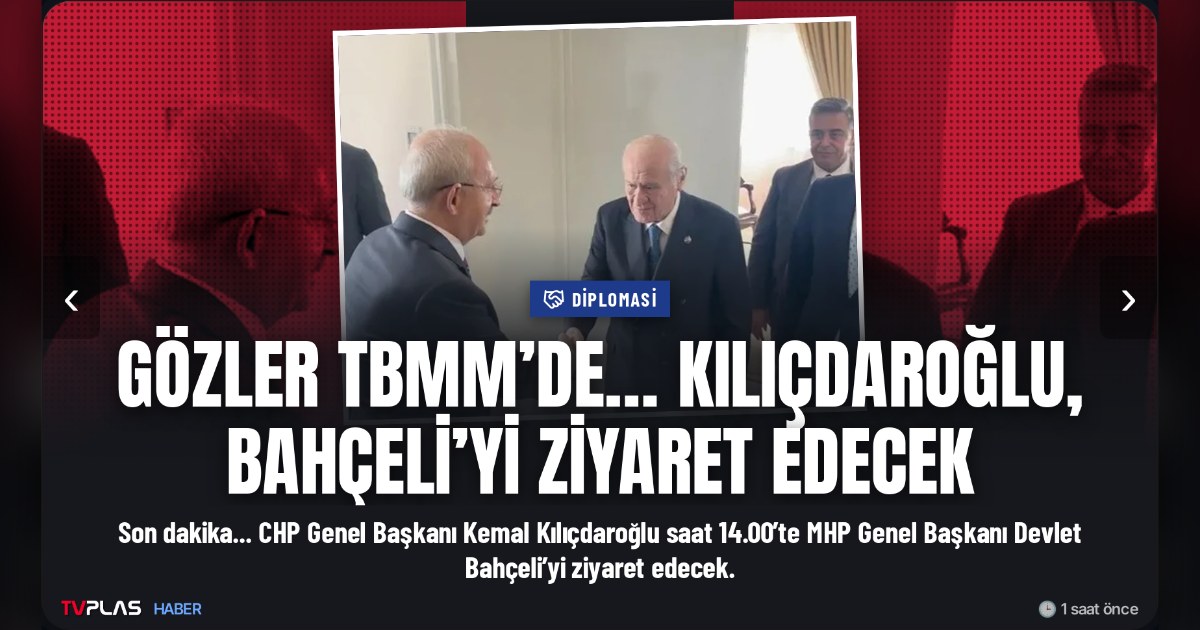 DİPLOMASİ
GÖZLER TBMM’DE... KILIÇDAROĞLU,
BAHÇELİ’Yİ ZİYARET EDECEK
Son dakika... CHP Genel Başkanı Kemal Kılıçdaroğlu saat 14.00’te MHP Genel Başkanı Devlet
Bahçeli’yi ziyaret edecek.
TVPLAS HABER
1 saat önce